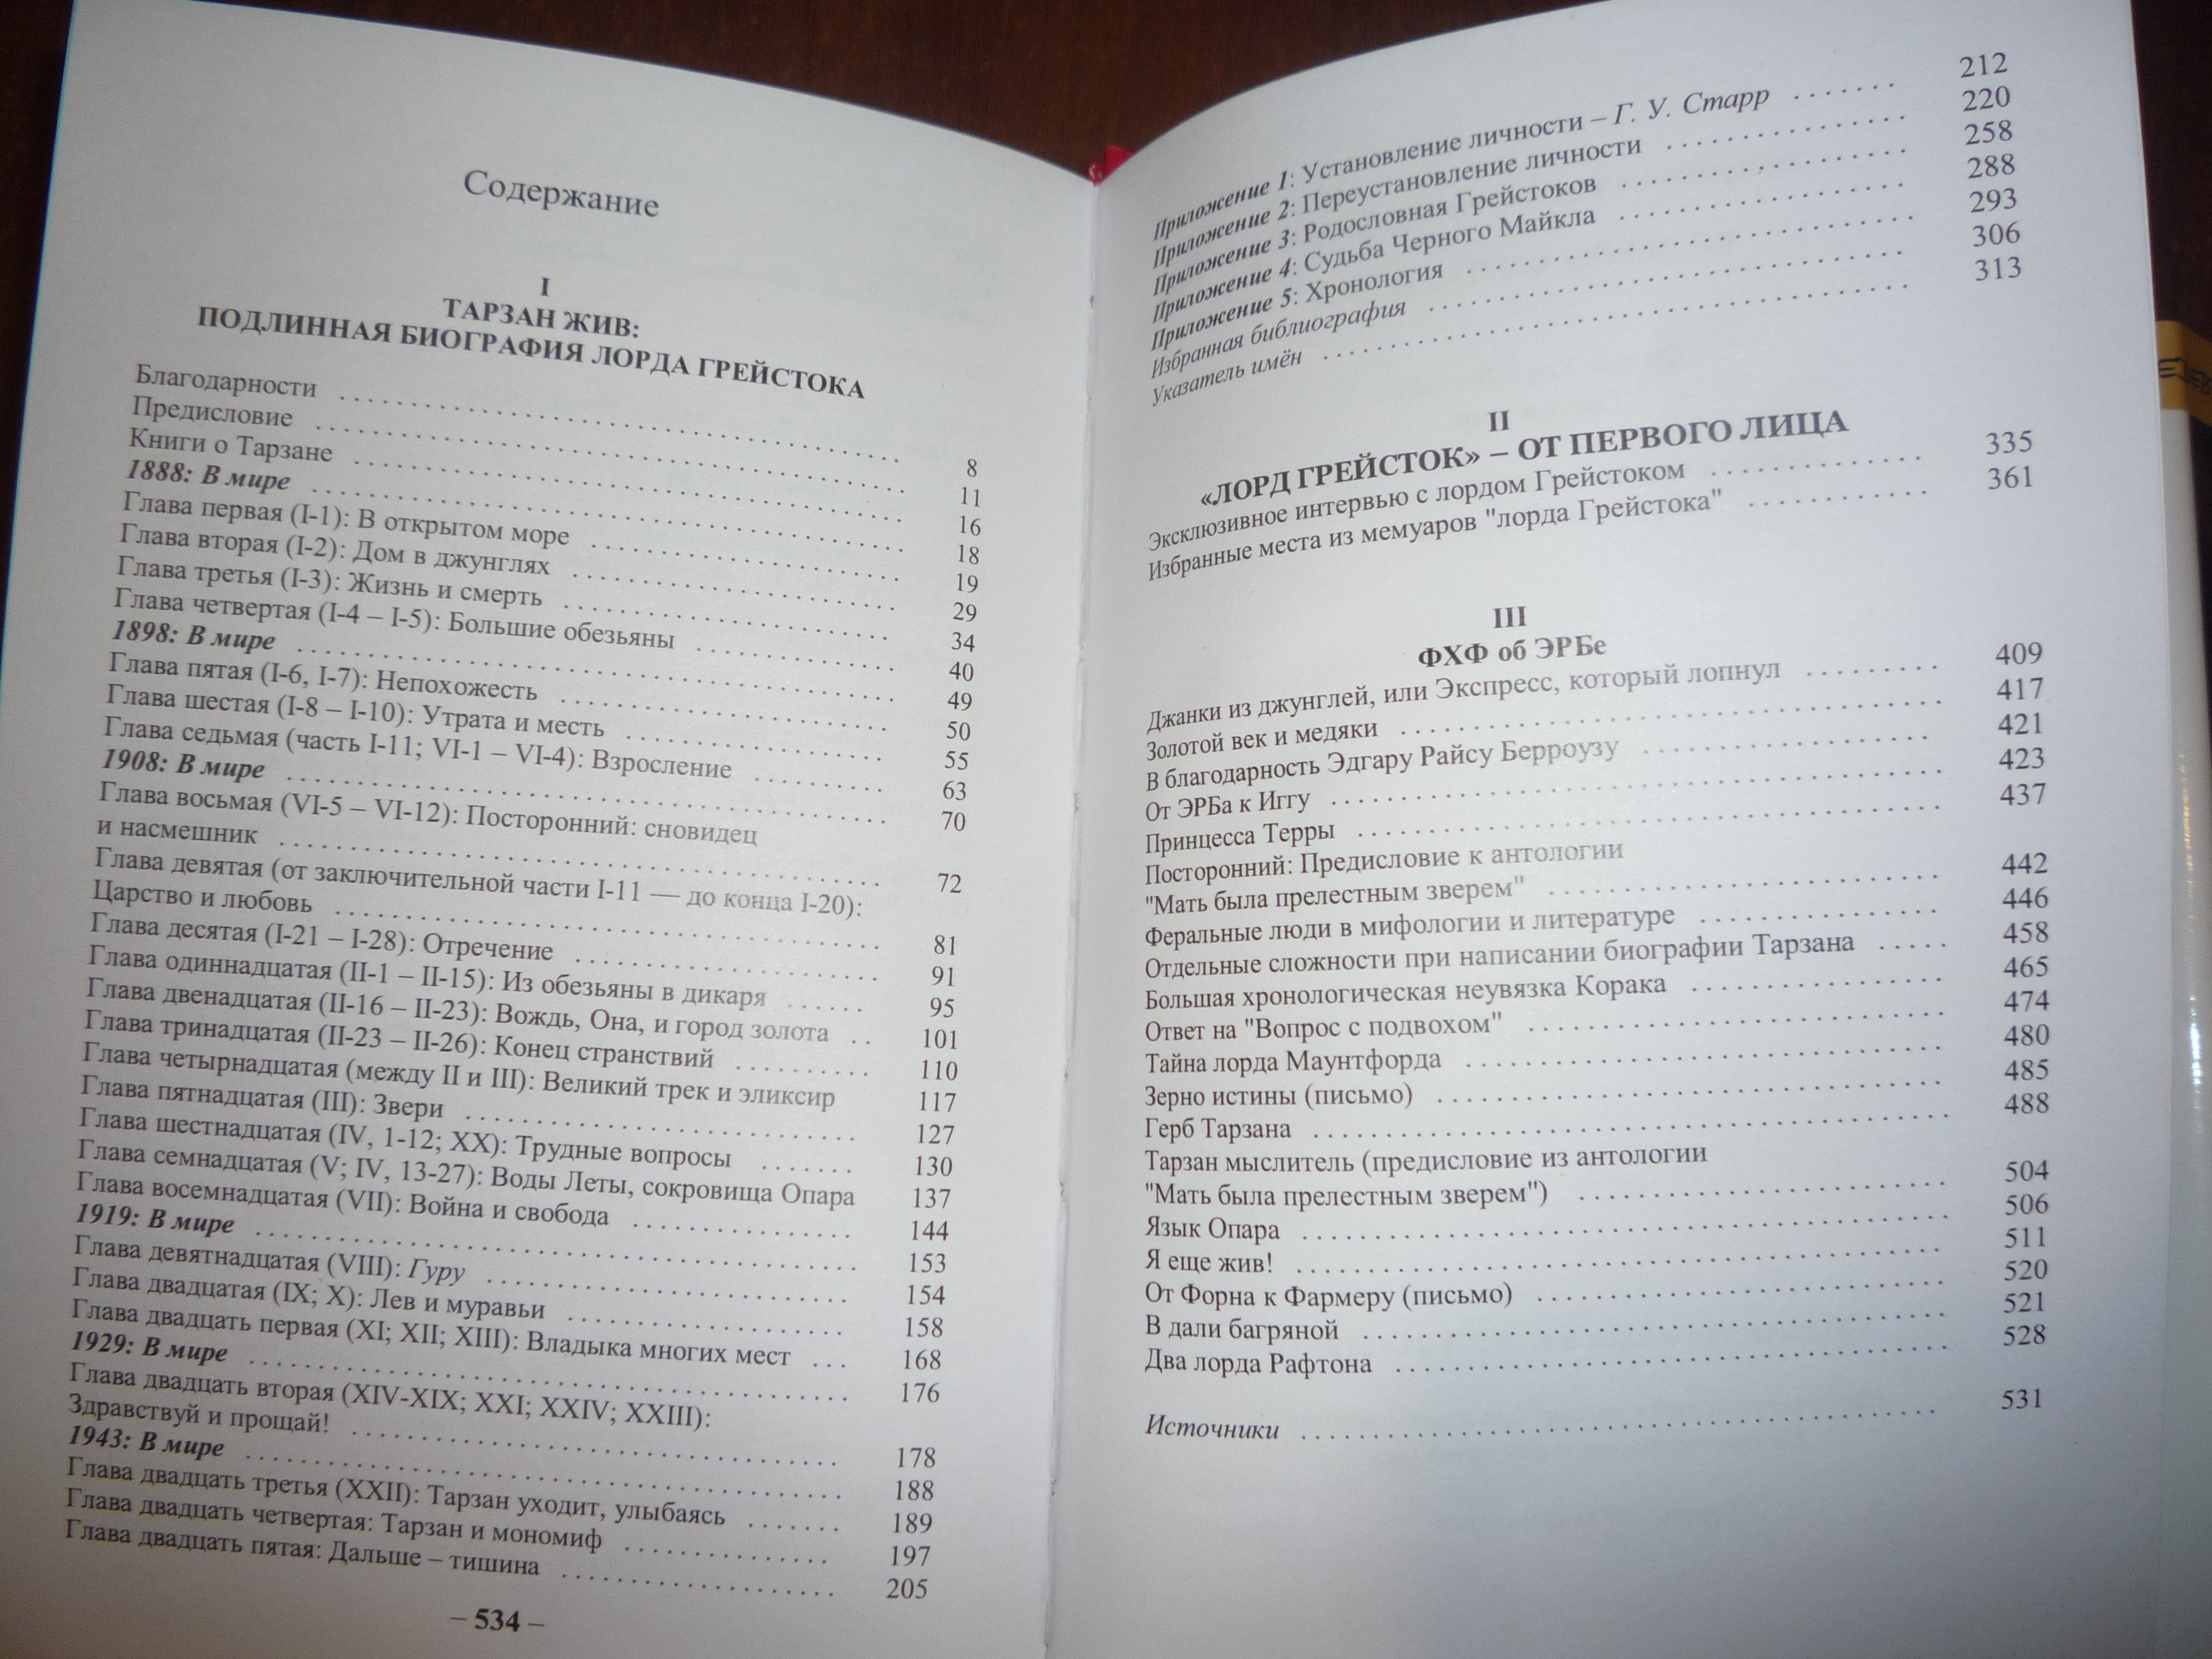 Содержание
I
ТАРЗАН ЖИВ:
ПОДЛИННАЯ БИОГРАФИЯ ЛОРДА ГРЕЙСТОКА
Благодарности . . . . . 8
Предисловие . . . . . 11
Книги о Тарзане . . . . . 16
1888: В мире . . . . . 18
Глава первая (I-1): В открытом море . . . . . 19
Глава вторая (I-2): Дом в джунглях . . . . . 29
Глава третья (I-3): Жизнь и смерть . . . . . 34
Глава четвертая (I-4 – I-5): Большие обезьяны . . . . . 40
1898: В мире . . . . . 49
Глава пятая (I-6, I-7): Непохожесть . . . . . 50
Глава шестая (I-8 – I-10): Утрата и месть . . . . . 55
Глава седьмая (часть I-11; VI-1 – VI-4): Взросление . . . . . 63
1908: В мире . . . . . 70
Глава восьмая (VI-5 – VI-12): Посторонний: сновидец
и насмешник . . . . . 72
Глава девятая (от заключительной части I-11 — до конца I-20):
Царство и любовь . . . . . 81
Глава десятая (I-21 – I-28): Отречение . . . . . 91
Глава одиннадцатая (II-1 – II-15): Из обезьяны в дикаря . . . . . 95
Глава двенадцатая (II-16 – II-23): Вождь, Она, и город золота . . 101
Глава тринадцатая (II-23 – II-26): Конец странствий . . . . . 110
Глава четырнадцатая (между II и III): Великий трек и эликсир 117
Глава пятнадцатая (III): Звери . . . . . 127
Глава шестнадцатая (IV, 1-12; XX): Трудные вопросы . . . . . 130
Глава семнадцатая (V; IV, 13-27): Воды Леты, сокровища Опара 137
Глава восемнадцатая (VII): Война и свобода . . . . . 144
1919: В мире . . . . . 153
Глава девятнадцатая (VIII): Гуру . . . . . 154
Глава двадцатая (IX; X): Лев и муравьи . . . . . 158
Глава двадцать первая (XI; XII; XIII): Владыка многих мест . . . 168
1929: В мире . . . . . 176
Глава двадцать вторая (XIV-XIX; XXI; XXIV; XXIII):
Здравствуй и прощай! . . . . . 178
1943: В мире . . . . . 188
Глава двадцать третья (XXII): Тарзан уходит, улыбаясь . . . . . 189
Глава двадцать четвертая: Тарзан и мономиф . . . . . 197
Глава двадцать пятая: Дальше – тишина . . . . . 205
– 534 –
Приложение 1: Установление личности – Г. У. Старр . . . . . 212
Приложение 2: Переустановление личности . . . . . 220
Приложение 3: Родословная Грейстоков . . . . . 258
Приложение 4: Судьба Черного Майкла . . . . . 288
Приложение 5: Хронология . . . . . 293
Избранная библиография . . . . . 306
Указатель имён . . . . . 313
II
«ЛОРД ГРЕЙСТОК» – ОТ ПЕРВОГО ЛИЦА
Эксклюзивное интервью с лордом Грейстоком . . . . . 335
Избранные места из мемуаров "лорда Грейстока" . . . . . 361
III
ФХФ об ЭРБе
Джанки из джунглей, или Экспресс, который лопнул . . . . . 409
Золотой век и медяки . . . . . 417
В благодарность Эдгару Райсу Берроузу . . . . . 421
От ЭРБа к Иггу . . . . . 423
Принцесса Терры . . . . . 437
Посторонний: Предисловие к антологии
"Мать была прелестным зверем" . . . . . 442
Феральные люди в мифологии и литературе . . . . . 446
Отдельные сложности при написании биографии Тарзана . . . . . 458
Большая хронологическая неувязка Корака . . . . . 465
Ответ на "Вопрос с подвохом" . . . . . 474
Тайна лорда Маунтфорда . . . . . 480
Зерно истины (письмо) . . . . . 485
Герб Тарзана . . . . . 488
Тарзан мыслитель (предисловие из антологии
"Мать была прелестным зверем") . . . . . 504
Язык Опара . . . . . 506
Я еще жив! . . . . . 511
От Форна к Фармеру (письмо) . . . . . 520
В дали багряной . . . . . 521
Два лорда Рафтона . . . . . 528
Источники . . . . . 531